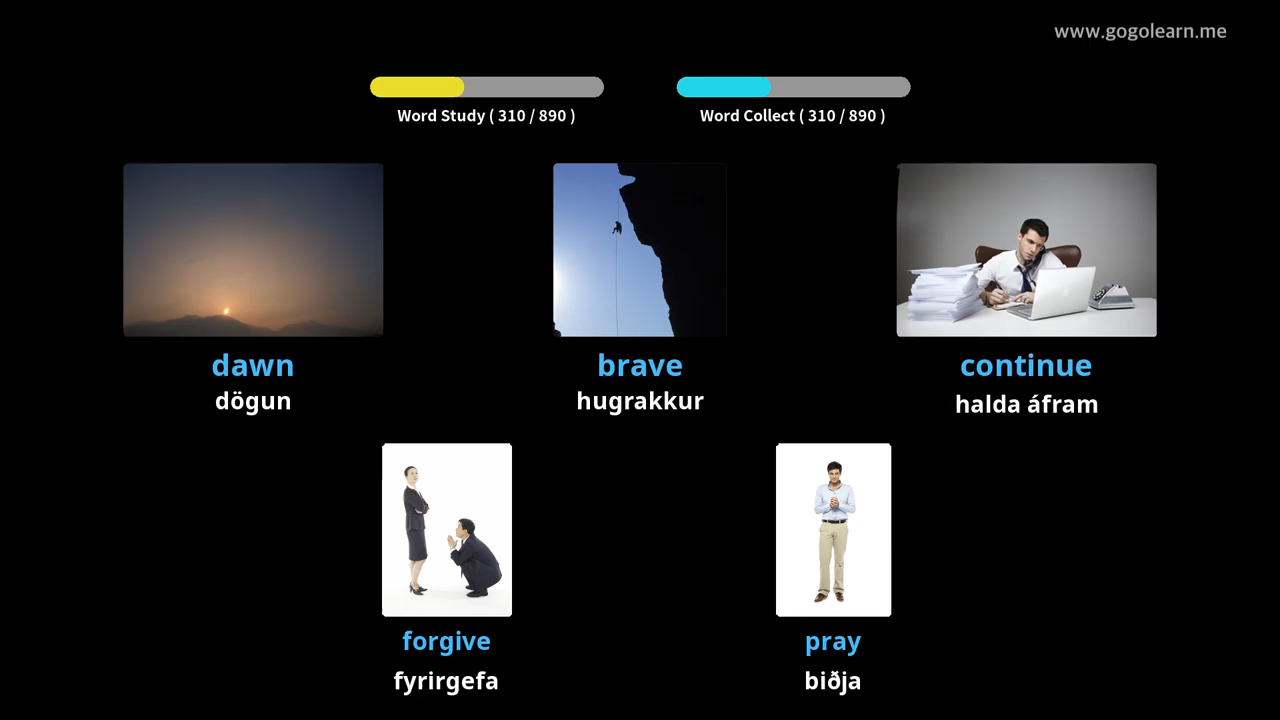 www.gogolearn.me
Word Study ( 310 / 890 )
Word Collect ( 310 / 890 )
dawn
dögun
brave
hugrakkur
continue
halda áfram
forgive
fyrirgefa
pray
biðja